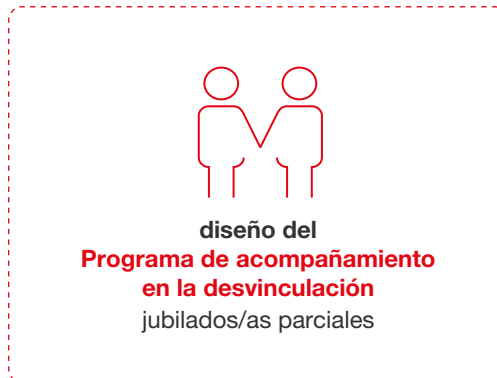 diseño del
Programa de acompañamiento
en la desvinculación
jubilados/as parciales